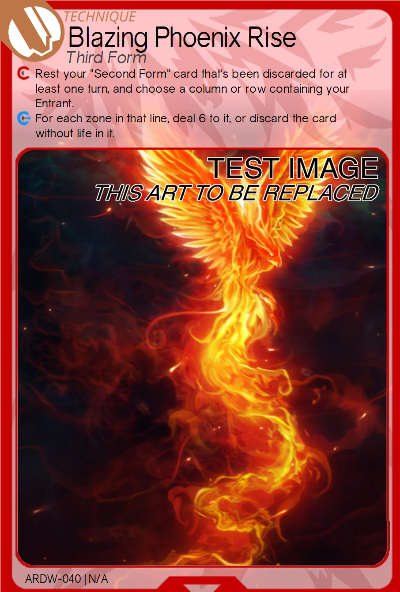 TECHNIQUE
Blazing Phoenix Rise
Third Form
Rest your "Second Form" card that's been discarded for at
least one turn, and choose a column or row containing your
Entrant.
For each zone in that line, deal 6 to it, or discard the card
without life in it.
TEST IMAGE
THIS ART TO BE REPLACED
ARDW-040|N/A